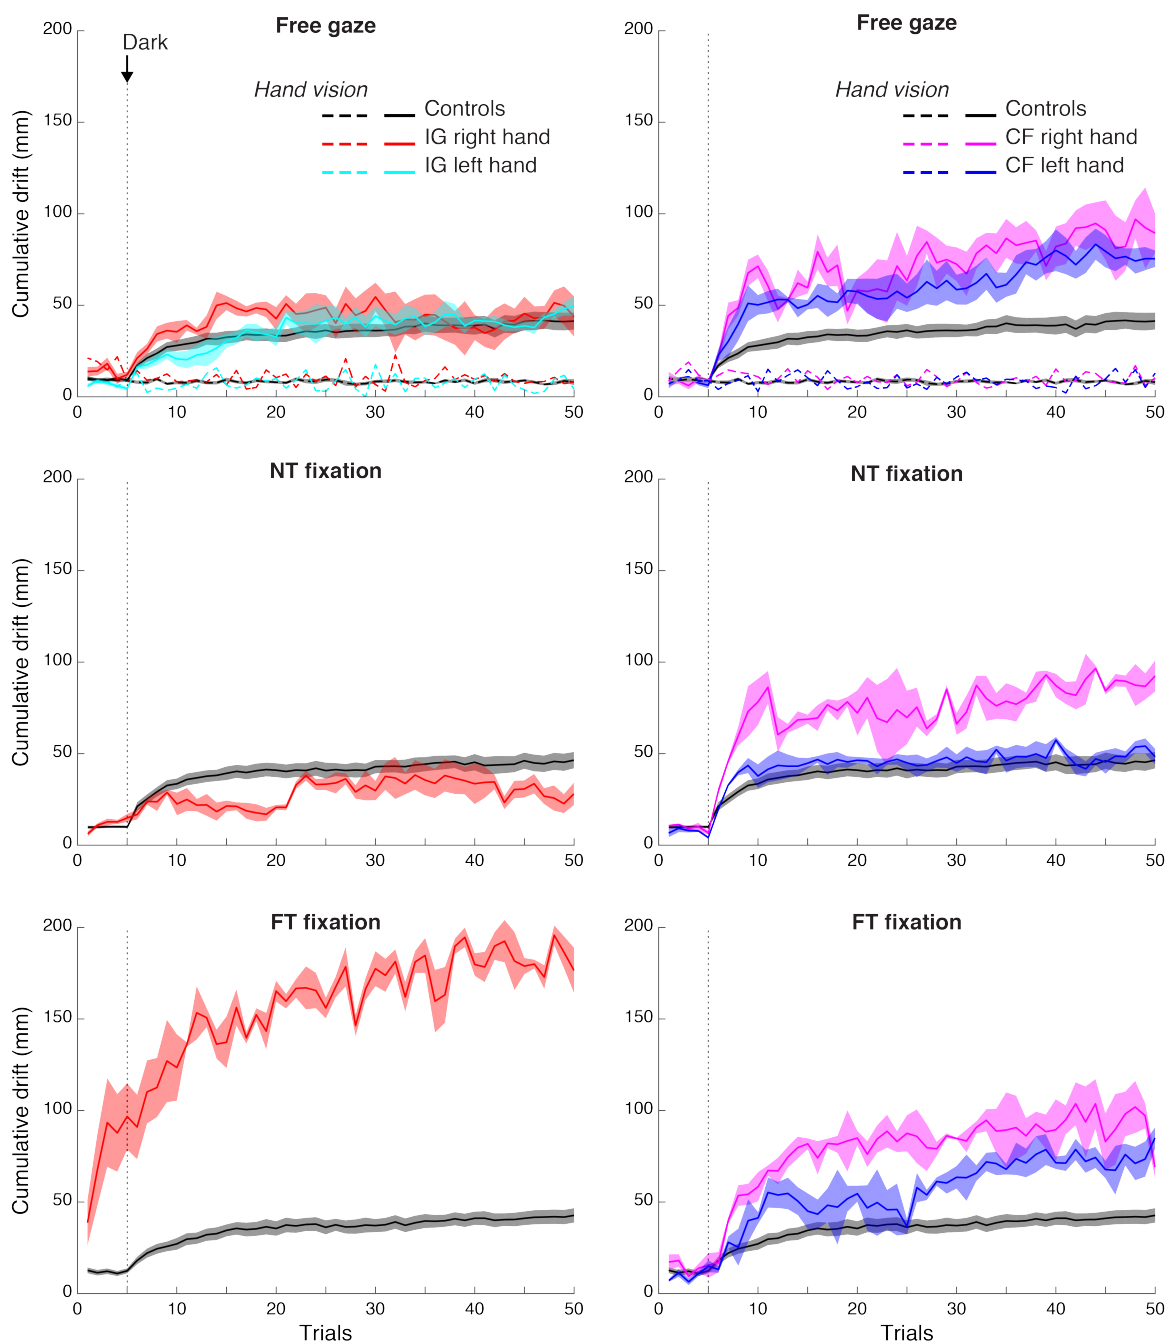 Free gaze
200
Dark
Hand vision
150
Controls
IG right hand
IG left hand
100
50
0
Cumulative drift (mm)
0 10 20 30 40 50
Free gaze
200
Hand vision
150
Controls
CF right hand
CF left hand
100
50
0
0 10 20 30 40 50
NT fixation
200
150
100
50
0
Cumulative drift (mm)
0 10 20 30 40 50
NT fixation
200
150
100
50
0
0 10 20 30 40 50
FT fixation
200
150
100
50
0
Cumulative drift (mm)
0 10 20 30 40 50
Trials
FT fixation
200
150
100
50
0
0 10 20 30 40 50
Trials